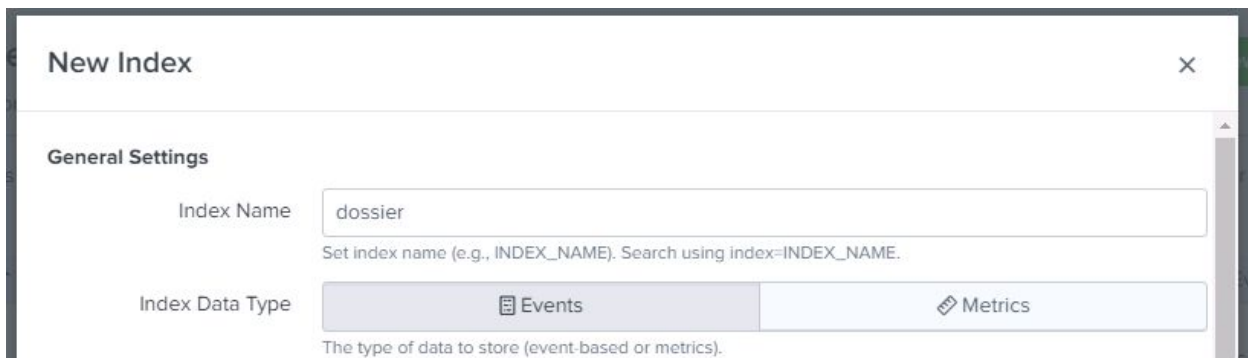 New Index
General Settings
Index Name dossier
Set index name (e.g., INDEX_NAME). Search using index=INDEX_NAME.
Index Data Type Events Metrics
The type of data to store (event-based or metrics).